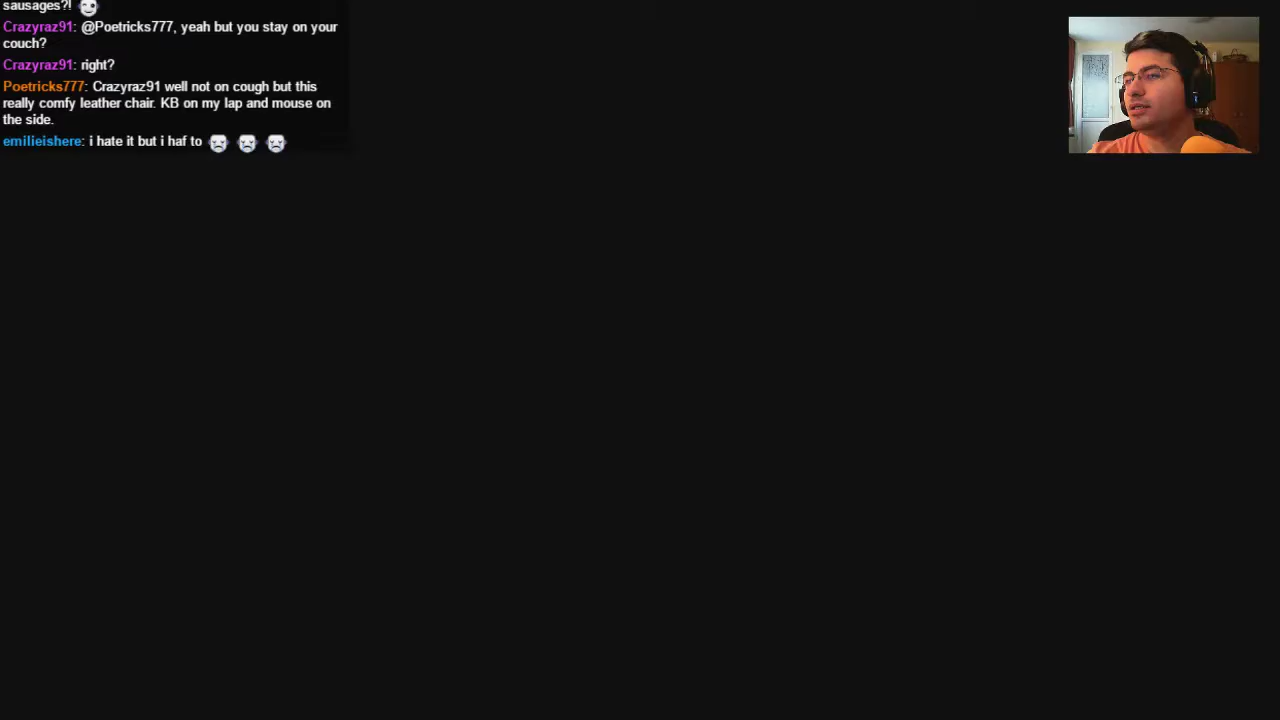 sausages?!
Crazyraz91: @Poetricks777, yeah but you stay on your
couch?
Crazyraz91: right?
Poetricks777: Crazyraz91 well not on cough but this
really comfy leather chair. KB on my lap and mouse on
the side.
emilieishere: i hate it but i haf to